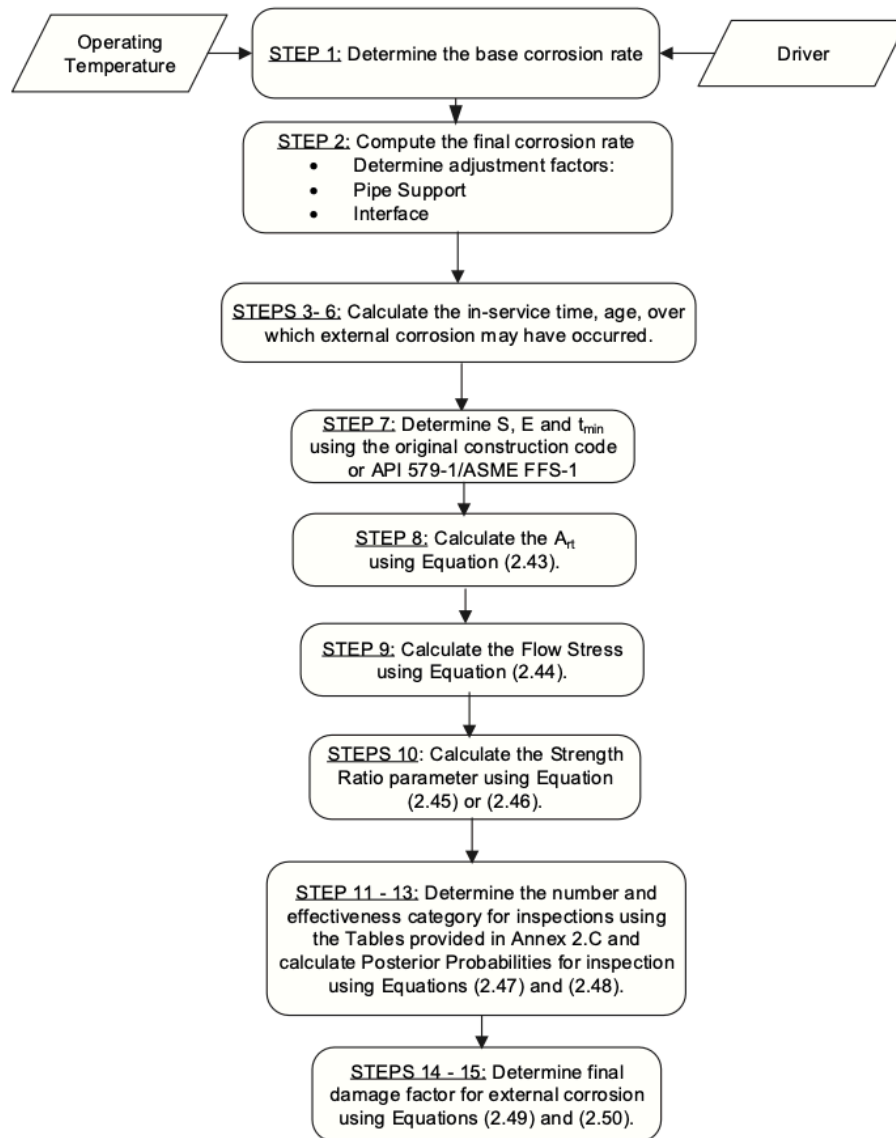 Operating
Temperature
STEP 1: Determine the base corrosion rate
Driver
STEP 2: Compute the final corrosion rate
• Determine adjustment factors:
• Pipe Support
• Interface
STEPS 3- 6: Calculate the in-service time, age, over
which external corrosion may have occurred.
STEP 7: Determine S, E and tmin
using the original construction code
or API 579-1/ASME FFS-1
STEP 8: Calculate the Art
using Equation (2.43).
STEP 9: Calculate the Flow Stress
using Equation (2.44).
STEPS 10: Calculate the Strength
Ratio parameter using Equation
(2.45) or (2.46).
STEP 11 - 13: Determine the number and
effectiveness category for inspections using
the Tables provided in Annex 2.C and
calculate Posterior Probabilities for inspection
using Equations (2.47) and (2.48).
STEPS 14 - 15: Determine final
damage factor for external corrosion
using Equations (2.49) and (2.50).